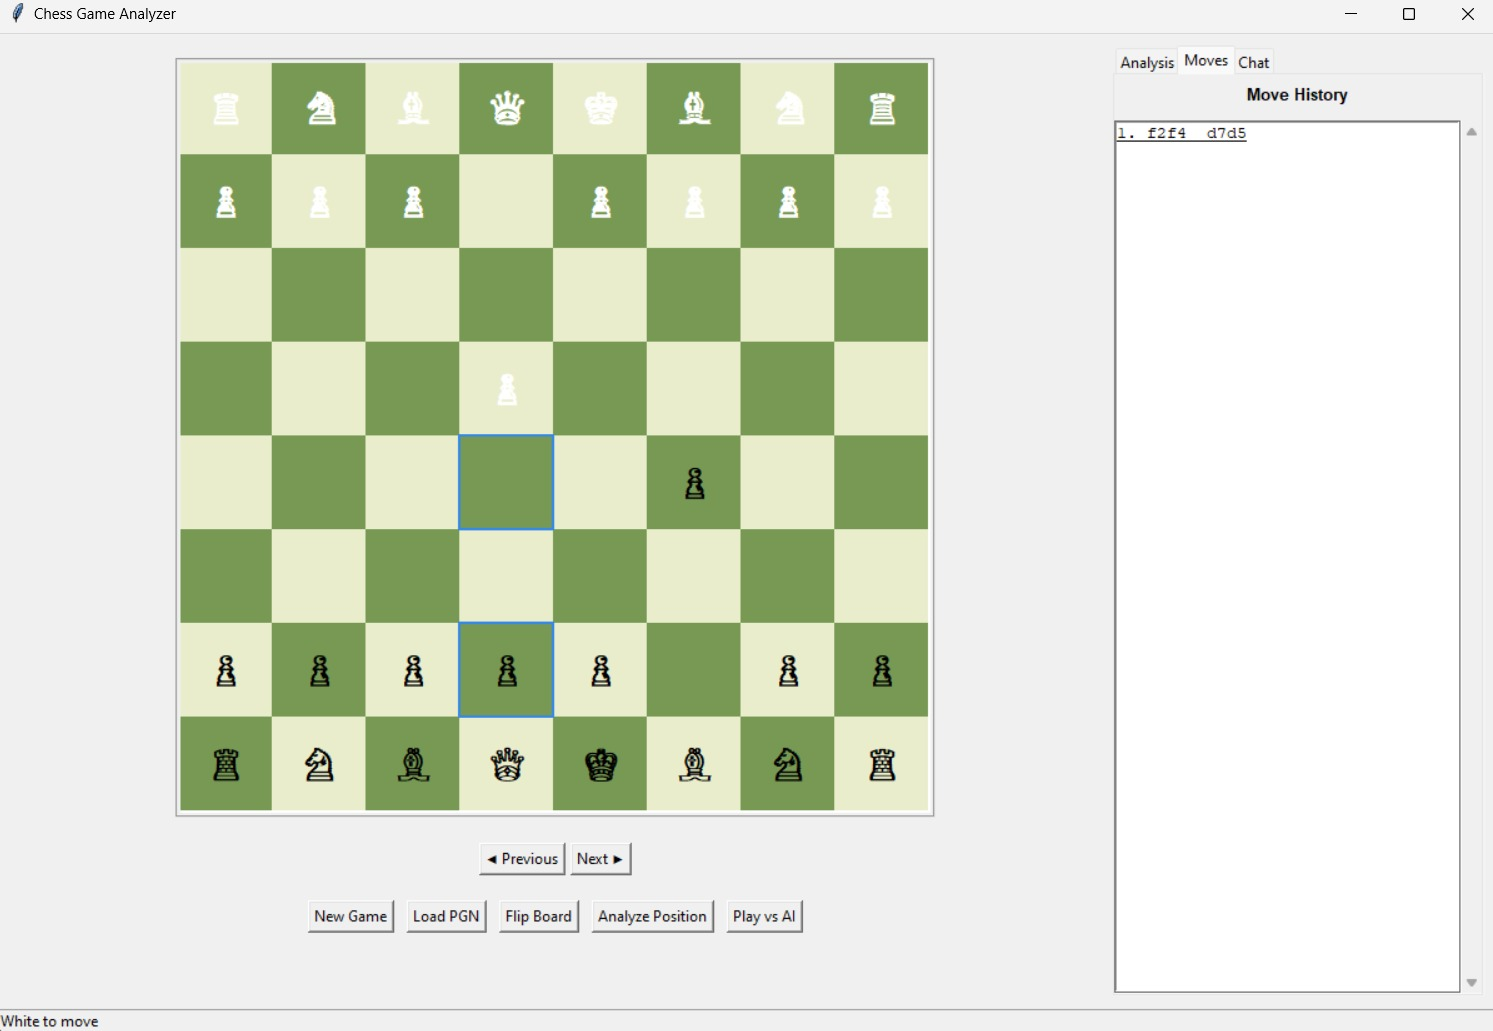 Chess Game Analyzer
Analysis Moves Chat
Move History
1. f2f4  d7d5
◄ Previous Next ►
New Game Load PGN Flip Board Analyze Position Play vs AI
White to move